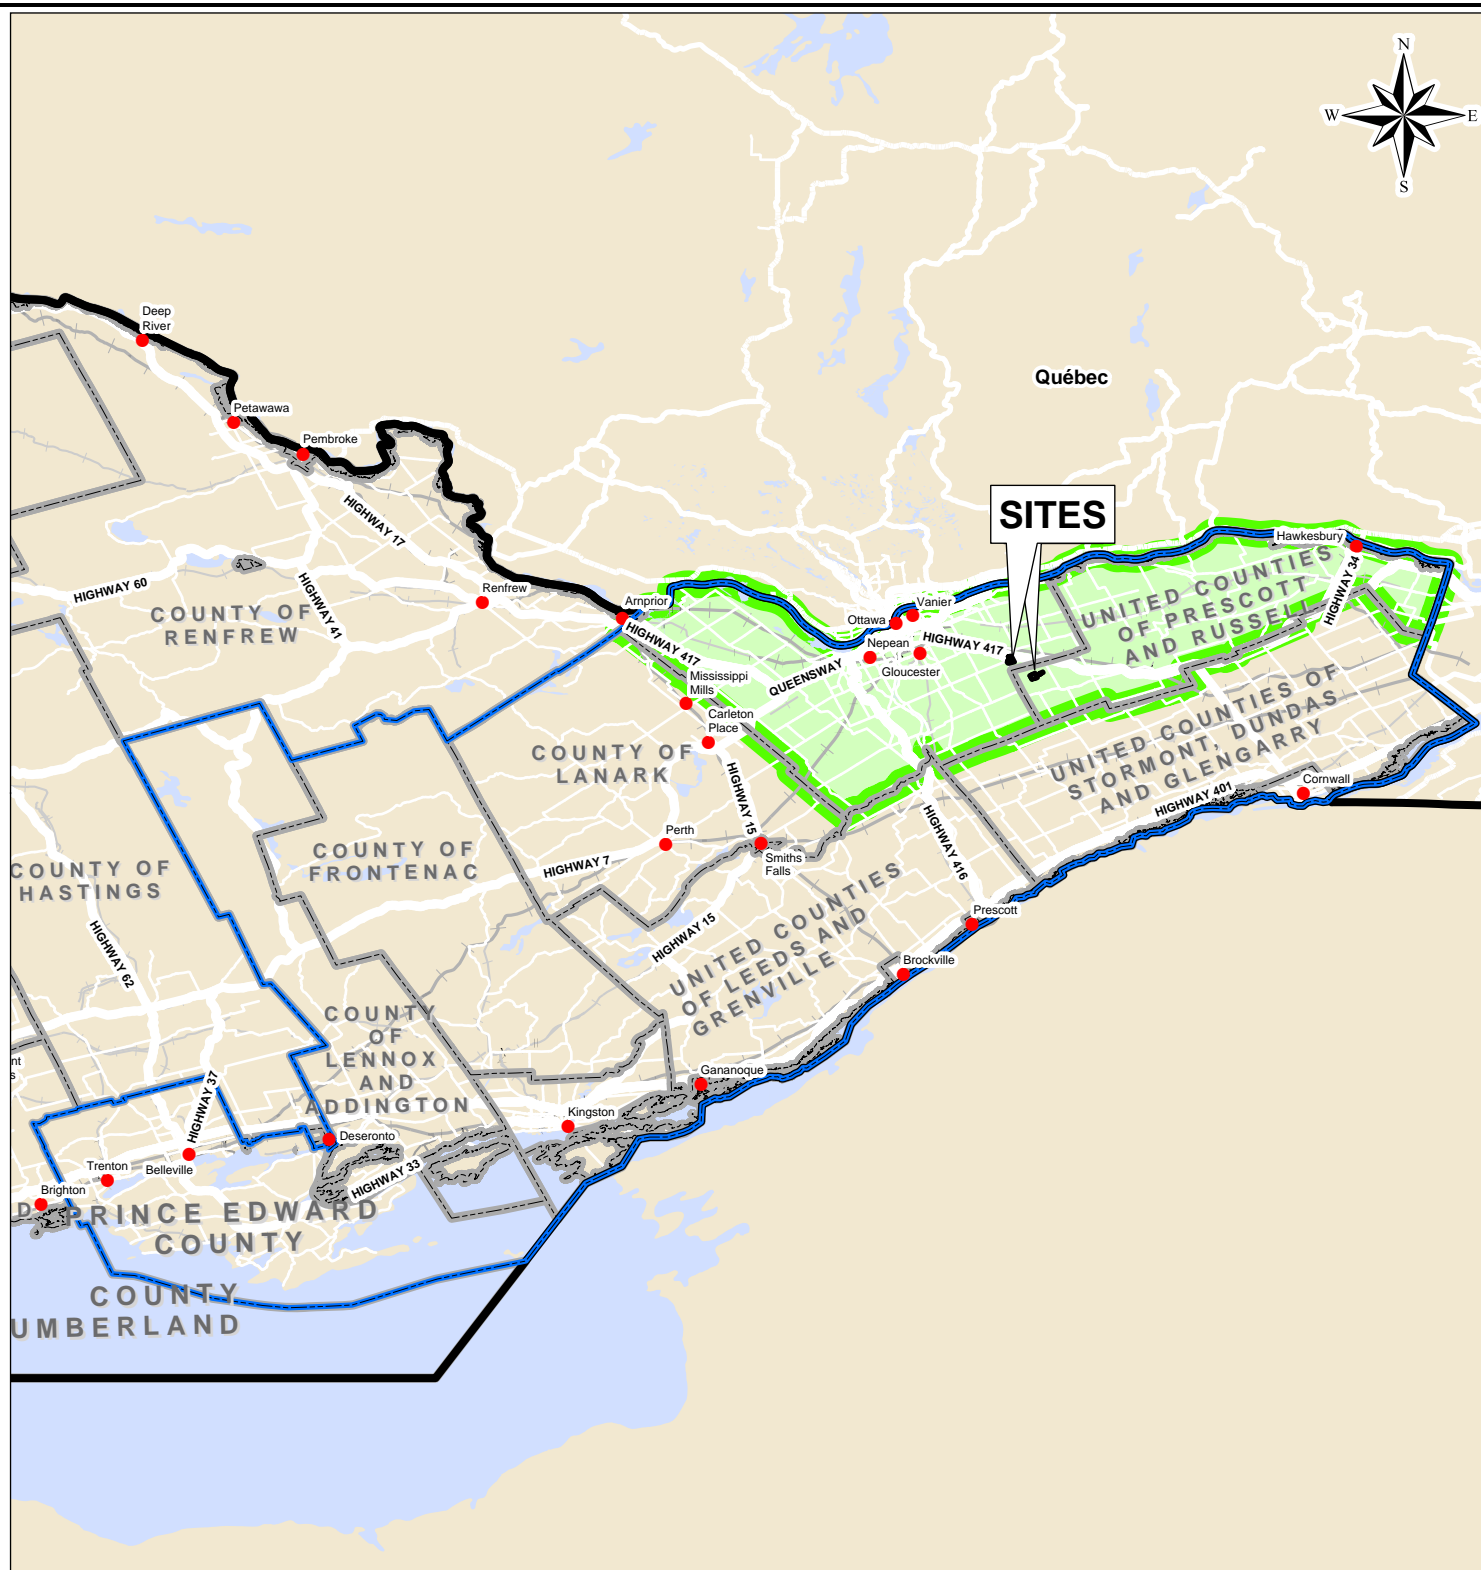 N
W
E
S
Deep
River
Québec
Petawawa
Pembroke
HIGHWAY 17
SITES
Hawkesbury
HIGHWAY 60
HIGHWAY 41
Renfrew
COUNTY OF
RENFREW
Arnprior
HIGHWAY 417
Vanier
Ottawa
Nepean
Gloucester
HIGHWAY 417
QUEENSWAY
UNITED COUNTIES
OF PRESCOTT
AND RUSSELL
HIGHWAY 34
Mississippi
Mills
Carleton
Place
COUNTY OF
LANARK
HIGHWAY 15
UNITED COUNTIES OF
STORMONT, DUNDAS
AND GLENGARRY
HIGHWAY 401
Cornwall
Perth
Smiths
Falls
HIGHWAY 416
COUNTY OF
HASTINGS
COUNTY OF
FRONTENAC
HIGHWAY 7
HIGHWAY 15
HIGHWAY 62
UNITED COUNTIES
OF LEEDS AND
GRENVILLE
Prescott
Brockville
COUNTY
OF
LENNOX
AND
ADDINGTON
nt
s
HIGHWAY 37
Gananoque
Kingston
Deseronto
Belleville
Trenton
Brighton
HIGHWAY 33
D
PRINCE EDWARD
COUNTY
COUNTY
UMBERLAND